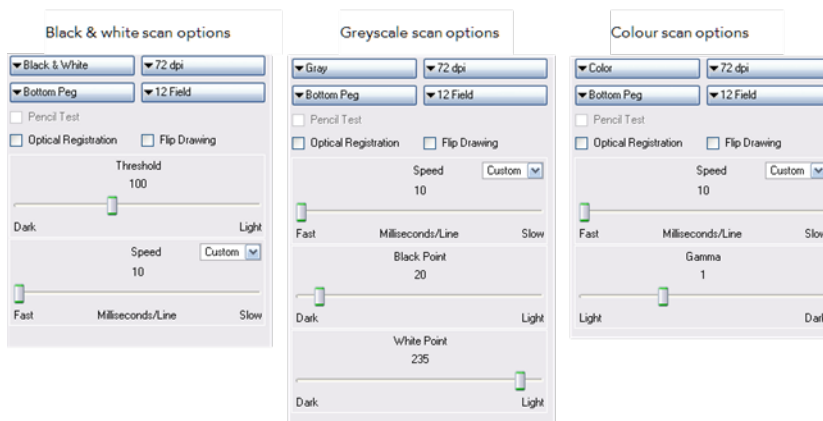 Black & white scan options
Black & White 72 dpi
Bottom Peg 12 Field
Pencil Test
Optical Registration Flip Drawing
Threshold
100
Dark Light
Speed Custom
10
Fast Milliseconds/Line Slow
Greyscale scan options
Gray 72 dpi
Bottom Peg 12 Field
Pencil Test
Optical Registration Flip Drawing
Speed Custom
10
Fast Milliseconds/Line Slow
Black Point
20
Dark Light
White Point
235
Dark Light
Colour scan options
Color 72 dpi
Bottom Peg 12 Field
Pencil Test
Optical Registration Flip Drawing
Speed Custom
10
Fast Milliseconds/Line Slow
Gamma
1
Light Dark